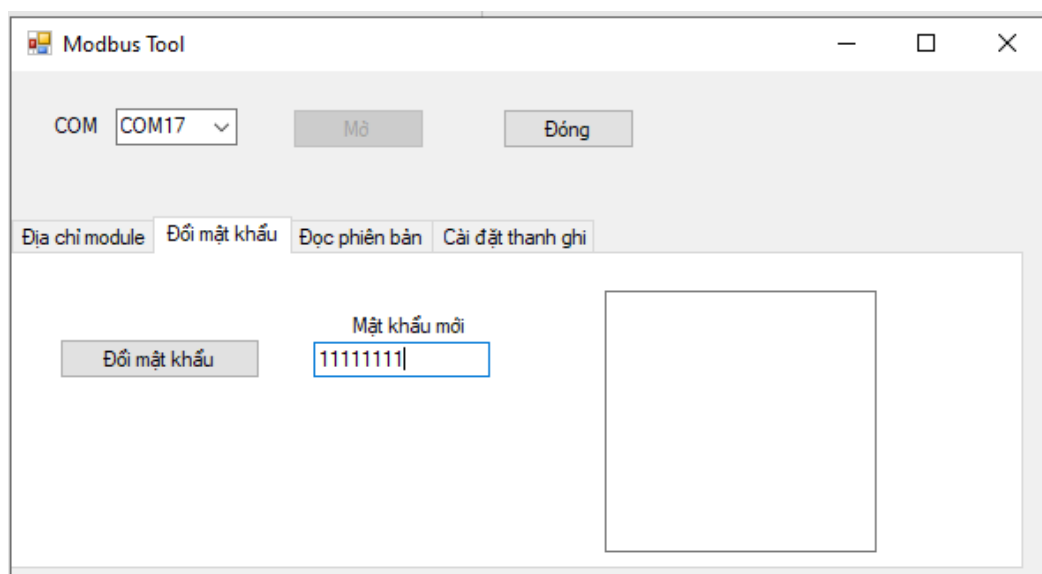 Modbus Tool
COM COM17 Mở Đóng
Địa chỉ module Đổi mật khẩu Đọc phiên bản Cài đặt thanh ghi
Mật khẩu mới
Đổi mật khẩu 11111111